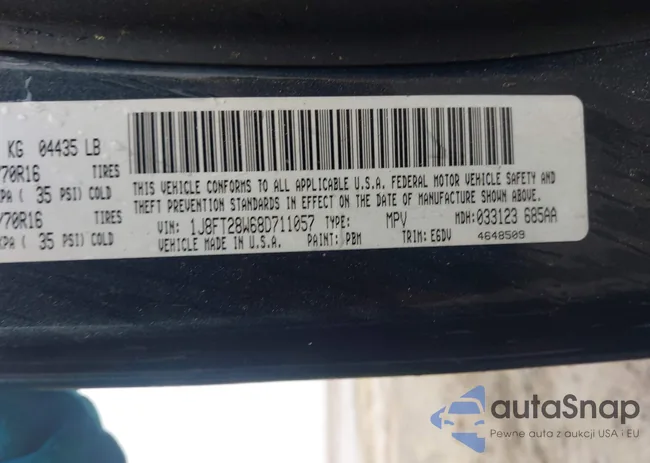 KG 04435 LB
/70R16 TIRES
KPA ( 35 PSI) COLD
/70R16 TIRES
KPA ( 35 PSI) COLD
THIS VEHICLE CONFORMS TO ALL APPLICABLE U.S.A. FEDERAL MOTOR VEHICLE SAFETY AND
THEFT PREVENTION STANDARDS IN EFFECT ON THE DATE OF MANUFACTURE SHOWN ABOVE.
VIN: 1J8FT28W68D711057 TYPE: MPV MDH: 033123 685AA
VEHICLE MADE IN U.S.A. PAINT: PBM TRIM: E6DV 4648509
autaSnap
Pewne auta z aukcji USA i EU